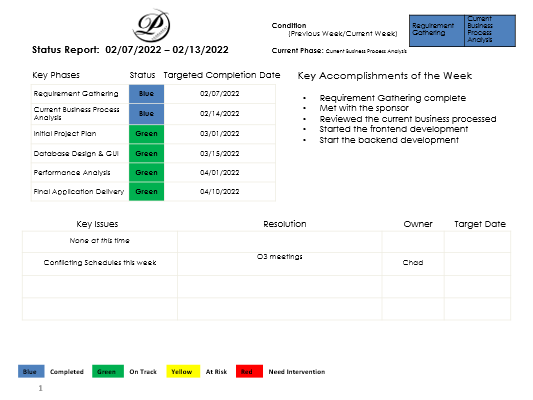 Condition
(Previous Week/Current Week)
Requirement Gathering
Current Business Process Analysis
Status Report: 02/07/2022 – 02/13/2022
Current Phase: Current Business Process Analysis
Key Phases Status Targeted Completion Date
Requirement Gathering Blue 02/07/2022
Current Business Process Analysis Blue 02/14/2022
Initial Project Plan Green 03/01/2022
Database Design & GUI Green 03/15/2022
Performance Analysis Green 04/01/2022
Final Application Delivery Green 04/10/2022
Key Accomplishments of the Week
• Requirement Gathering complete
• Met with the sponsor
• Reviewed the current business processed
• Started the frontend development
• Start the backend development
Key Issues Resolution Owner Target Date
None at this time
Conflicting Schedules this week O3 meetings Chad
Blue Completed Green On Track Yellow At Risk Red Need Intervention
1